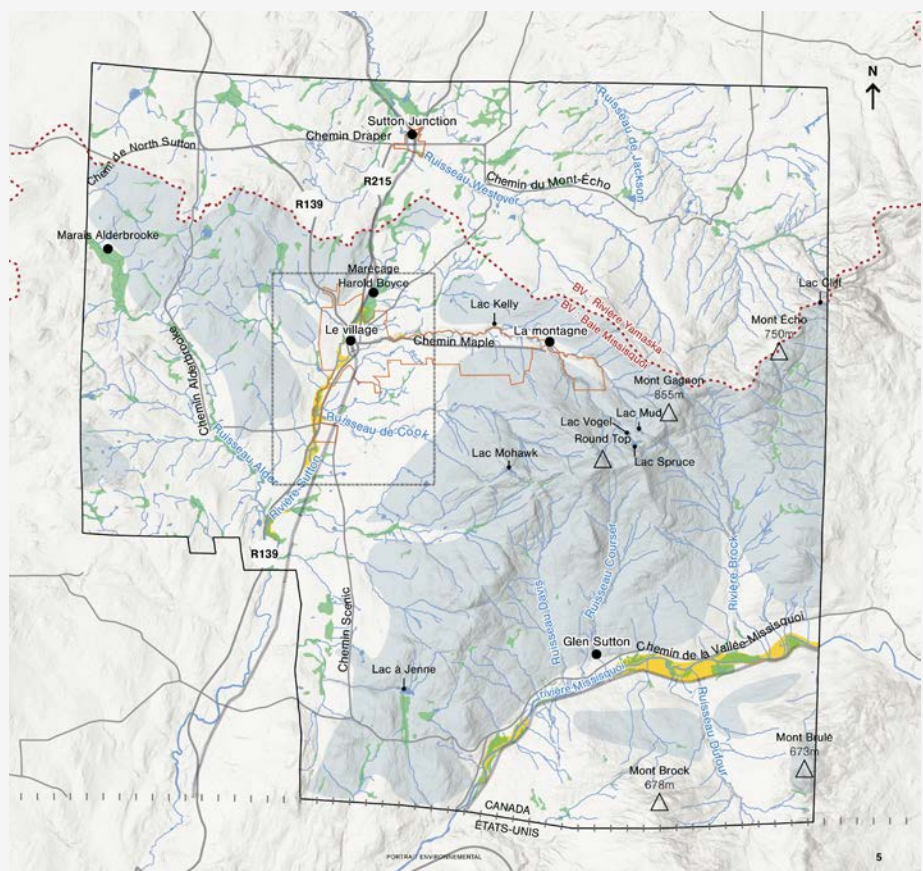 N
Sutton Junction
Chemin Draper
Chemin de North Sutton
R215
Ruisseau Westover
Ruisseau de Jackson
Chemin du Mont-Écho
R139
Marais Alderbrooke
Marécage
Harold Boyce
Lac Kelly
BV - Rivière Yamaska
BV - Baie Missisquoi
Lac Cliff
Mont Écho
750m
Le village
Chemin Maple
La montagne
Chemin Alderbrooke
Mont Gagnon
855m
Lac Mud
Lac Vogel
Round Top
Lac Spruce
Ruisseau de Cook
Lac Mohawk
Ruisseau Alder
Rivière Sutton
R139
Ruisseau Courser
Rivière Brock
Ruisseau Davis
Chemin Scenic
Glen Sutton
Chemin de la Vallée-Missisquoi
Lac à Jenne
rivière Missisquoi
Ruisseau Dufour
Mont Brulé
673m
Mont Brock
678m
CANADA
ÉTATS-UNIS
PORTRAIT ENVIRONNEMENTAL
5